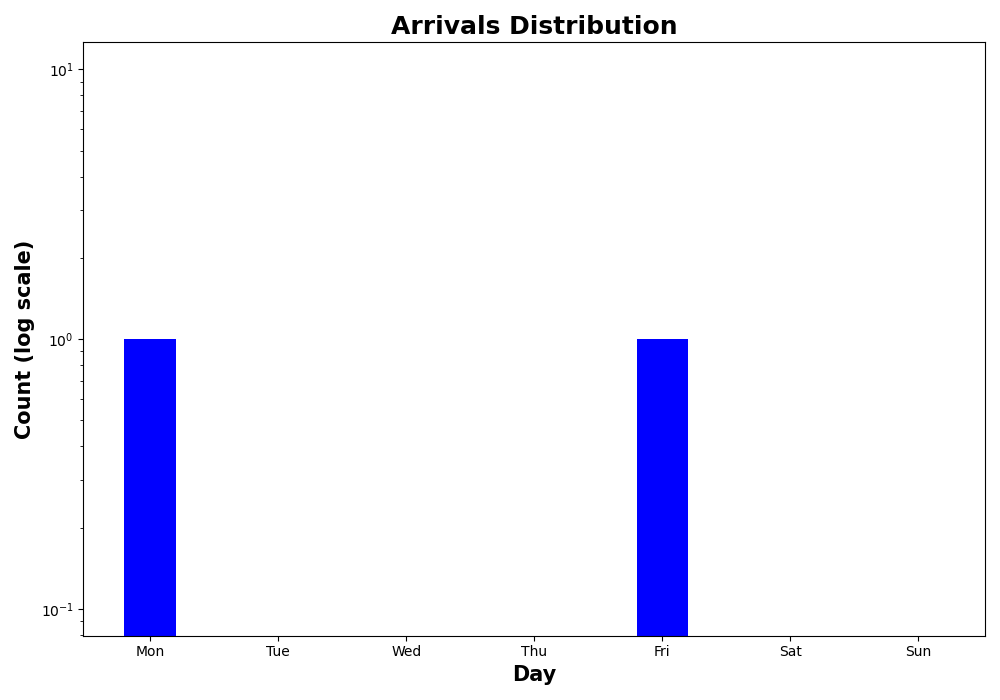 Arrivals Distribution
Count (log scale)
10¹
10⁰
10⁻¹
Mon Tue Wed Thu Fri Sat Sun
Day